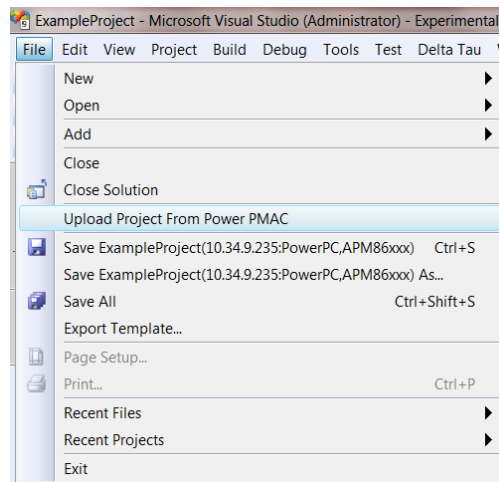 ExampleProject - Microsoft Visual Studio (Administrator) - Experimental
File Edit View Project Build Debug Tools Test Delta Tau
New
Open
Add
Close
Close Solution
Upload Project From Power PMAC
Save ExampleProject(10.34.9.235:PowerPC,APM86xxx) Ctrl+S
Save ExampleProject(10.34.9.235:PowerPC,APM86xxx) As...
Save All Ctrl+Shift+S
Export Template...
Page Setup...
Print... Ctrl+P
Recent Files
Recent Projects
Exit